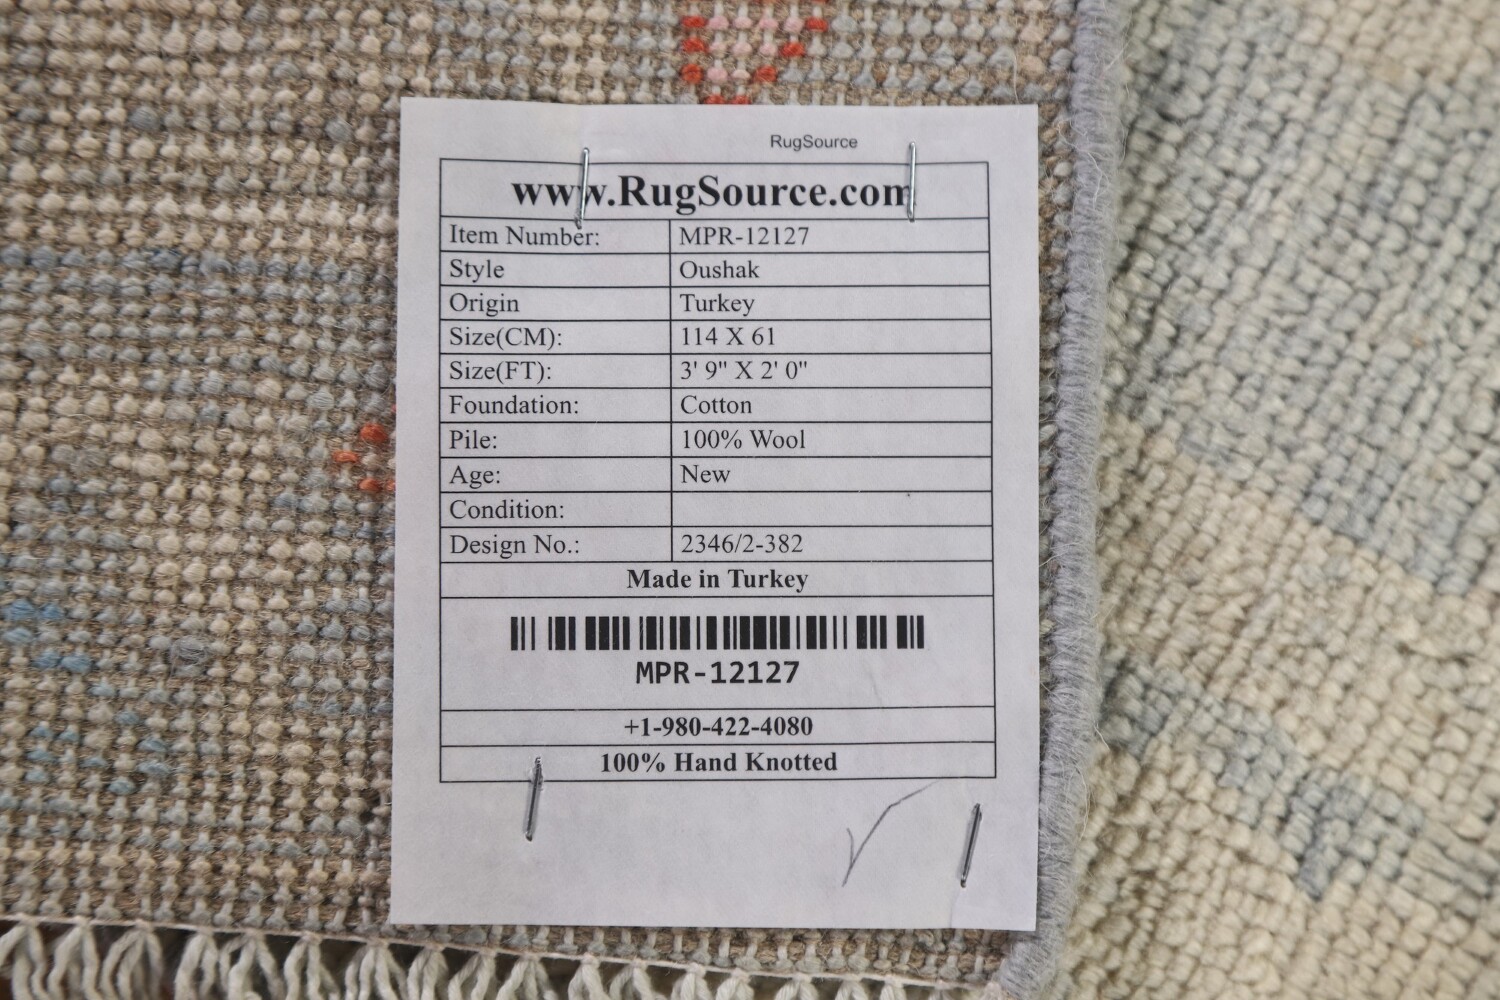 RugSource
www.RugSource.com
Item Number: MPR-12127
Style Oushak
Origin Turkey
Size(CM): 114 X 61
Size(FT): 3' 9" X 2' 0"
Foundation: Cotton
Pile: 100% Wool
Age: New
Condition:
Design No.: 2346/2-382
Made in Turkey
MPR-12127
+1-980-422-4080
100% Hand Knotted